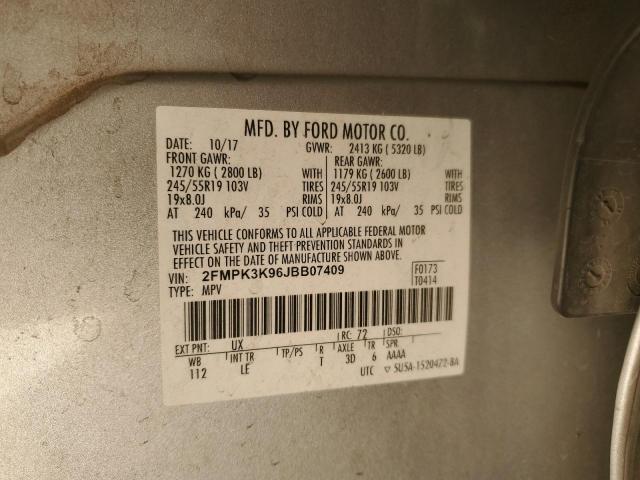 MFD. BY FORD MOTOR CO.
DATE: 10/17 GVWR: 2413 KG ( 5320 LB)
FRONT GAWR: REAR GAWR:
1270 KG ( 2800 LB) WITH 1179 KG ( 2600 LB) WITH
245/55R19 103V TIRES 245/55R19 103V TIRES
19x8.0J RIMS 19x8.0J RIMS
AT 240 kPa/ 35 PSI COLD AT 240 kPa/ 35 PSI COLD
THIS VEHICLE CONFORMS TO ALL APPLICABLE FEDERAL MOTOR
VEHICLE SAFETY AND THEFT PREVENTION STANDARDS IN
EFFECT ON THE DATE OF MANUFACTURE SHOWN ABOVE.
VIN: 2FMPK3K96JBB07409 F0173
TYPE: MPV T0414
EXT PNT: UX RC: 72 DSO:
WB INT TR TP/PS R AXLE TR SPR
112 LE T 3D 6 AAAA
UTC ▽ 5U5A-1520472-BA